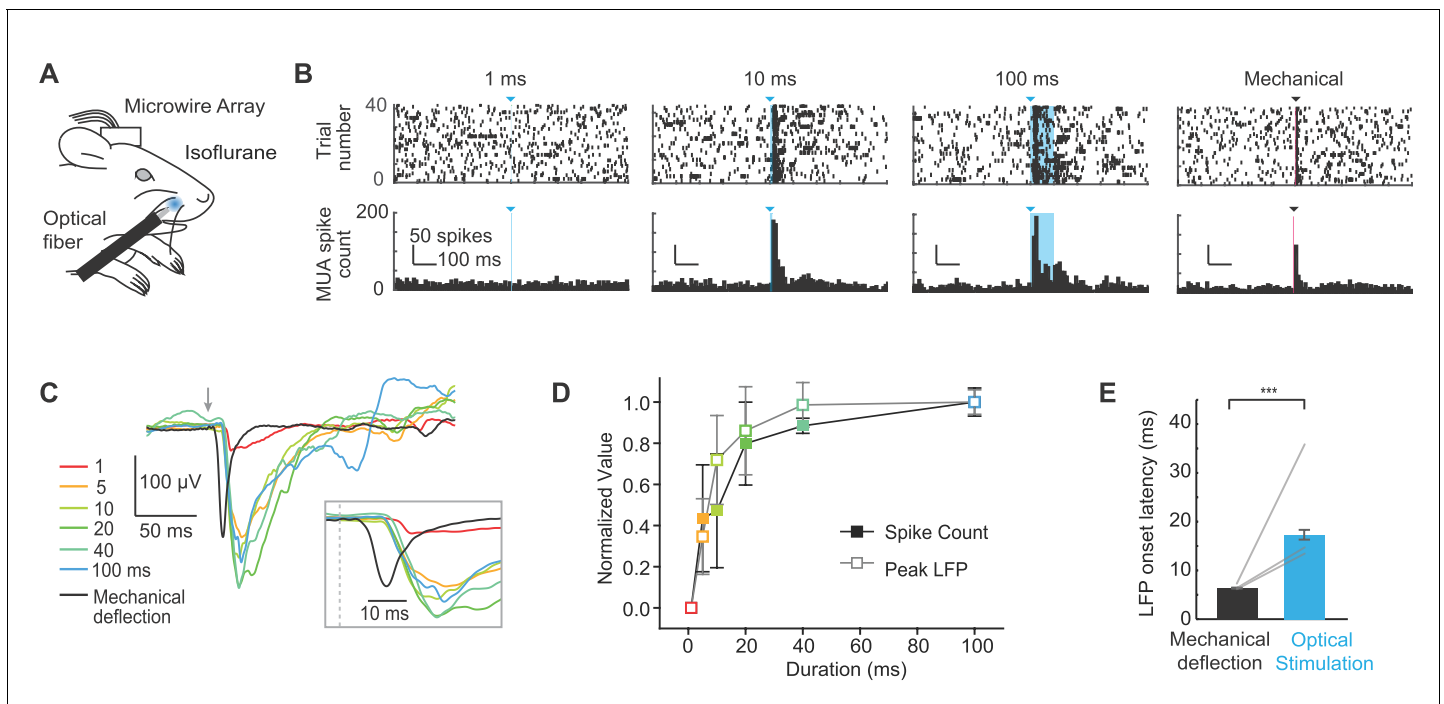 A
Microwire Array
Isoflurane
Optical
fiber
B
1 ms
10 ms
100 ms
Mechanical
Trial
number
40
0
MUA spike
count
200
0
50 spikes
100 ms
C
1
5
10
20
40
100 ms
Mechanical
deflection
100 µV
50 ms
10 ms
D
Normalized Value
1.0
0.8
0.6
0.4
0.2
0.0
Spike Count
Peak LFP
0 20 40 60 80 100
Duration (ms)
E
***
LFP onset latency (ms)
40
30
20
10
0
Mechanical
deflection
Optical
Stimulation